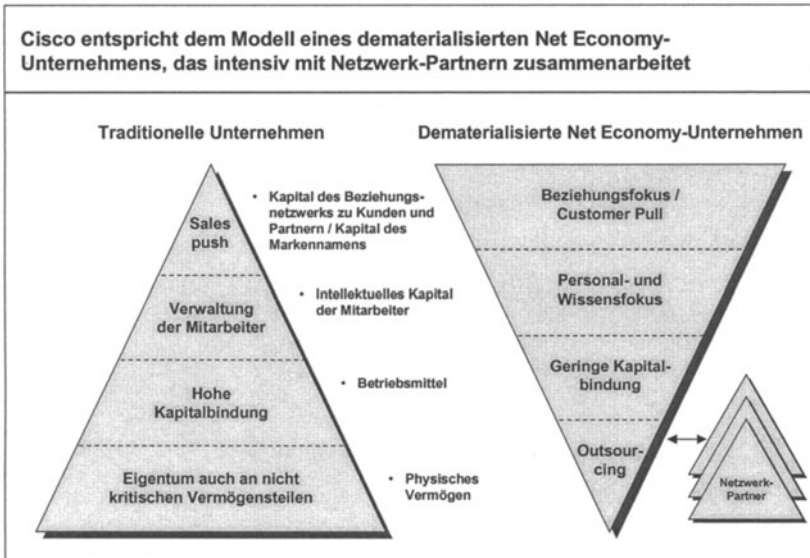 Cisco entspricht dem Modell eines dematerialisierten Net Economy-
Unternehmens, das intensiv mit Netzwerk-Partnern zusammenarbeitet
Traditionelle Unternehmen
Dematerialisierte Net Economy-Unternehmen
Sales
push
Verwaltung
der Mitarbeiter
Hohe
Kapitalbindung
Eigentum auch an nicht
kritischen Vermögensteilen
• Kapital des Beziehungs-
netzwerks zu Kunden und
Partnern / Kapital des
Markennamens
• Intellektuelles Kapital
der Mitarbeiter
• Betriebsmittel
• Physisches
Vermögen
Beziehungsfokus /
Customer Pull
Personal- und
Wissensfokus
Geringe Kapital-
bindung
Outsour-
cing
Netzwerk-
Partner